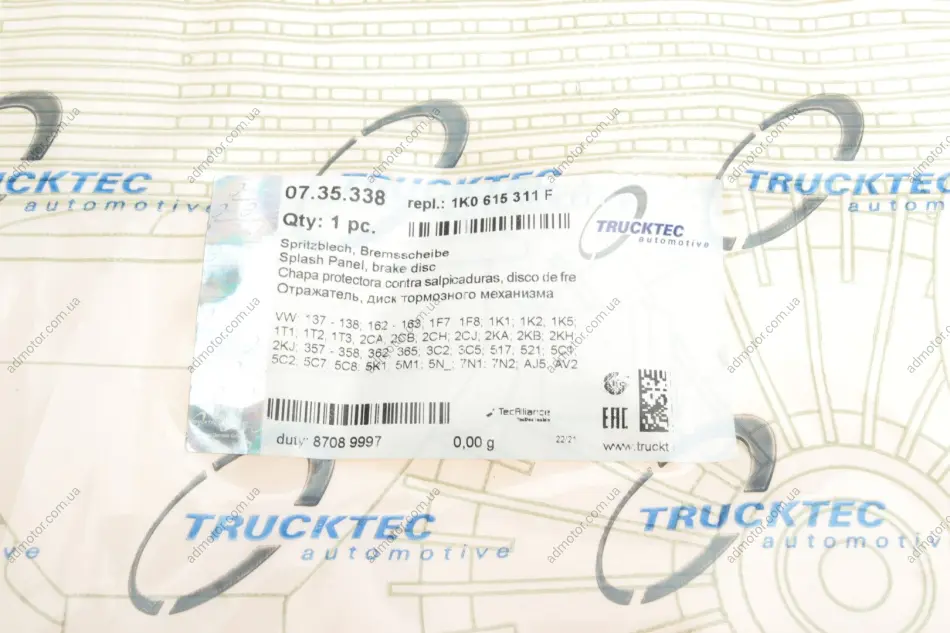 07.35.338
repl.: 1K0 615 311 F
Qty: 1 pc.
TRUCKTEC
automotive
Spritzblech, Bremsscheibe
Splash Panel, brake disc
Chapa protectora contra salpicaduras, disco de fre
Отражатель, диск тормозного механизма
VW 137 - 138; 162 - 163, 1F7 1F8; 1K1; 1K2, 1K5;
1T1; 1T2, 1T3, 2CA, 2CB; 2CH; 2CJ; 2KA; 2KB; 2KH
2KJ; 357 - 358, 362, 365, 3C2, 3C5; 517, 521;
5C2, 5C7 5C8; 5K1 5M1; 5N_; 7N1; 7N2; AJ5, AV2
TecAlliance
EAC
duty: 8708 9997
0,00 g
22/21
www.truckt
TRUCKTEC
TRUCKTEC
TRUCKTEC
TRUCKTEC
automotive
TRUCKTEC
automotive
admotor.com.ua